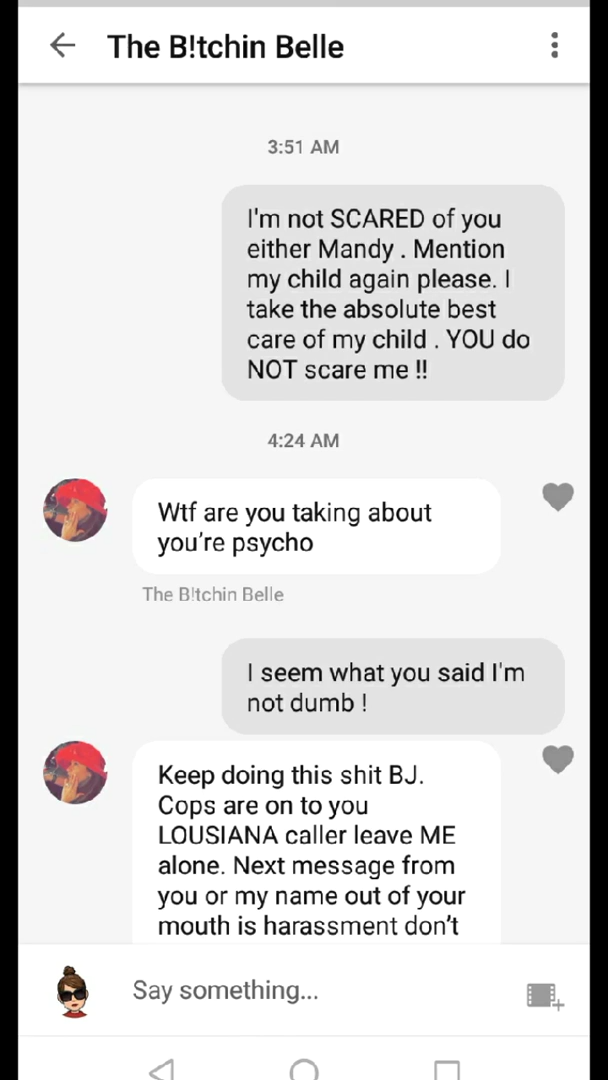 The B!tchin Belle
3:51 AM
I'm not SCARED of you
either Mandy . Mention
my child again please. I
take the absolute best
care of my child . YOU do
NOT scare me !!
4:24 AM
Wtf are you taking about
you're psycho
The B!tchin Belle
I seem what you said I'm
not dumb !
Keep doing this shit BJ.
Cops are on to you
LOUSIANA caller leave ME
alone. Next message from
you or my name out of your
mouth is harassment don't
Say something...